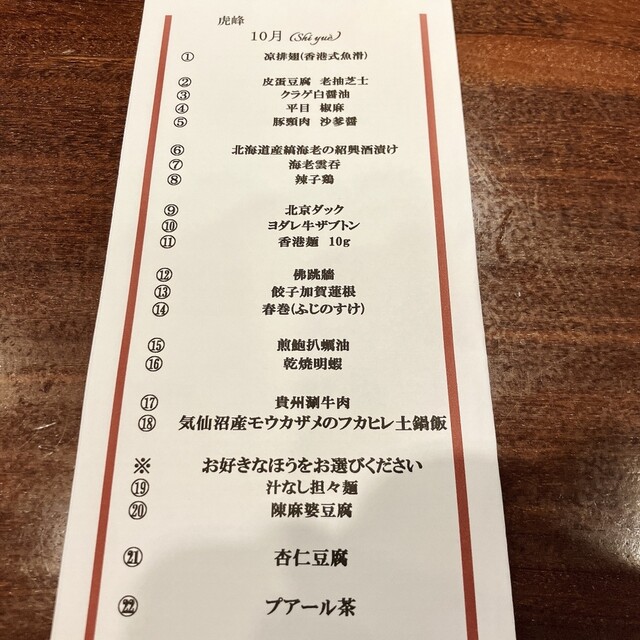 虎峰
10月 Shi yuè
① 凉排翅(香港式魚滑)
② 皮蛋豆腐 老抽芝士
③ クラゲ白醤油
④ 平目 椒麻
⑤ 豚頬肉 沙爹醤
⑥ 北海道産縞海老の紹興酒漬け
⑦ 海老雲呑
⑧ 辣子鶏
⑨ 北京ダック
⑩ ヨダレ牛ザブトン
⑪ 香港麺 10g
⑫ 佛跳牆
⑬ 餃子加賀蓮根
⑭ 春巻(ふじのすけ)
⑮ 煎鮑扒蠣油
⑯ 乾焼明蝦
⑰ 貴州涮牛肉
⑱ 気仙沼産モウカザメのフカヒレ土鍋飯
※ お好きなほうをお選びください
⑲ 汁なし担々麺
⑳ 陳麻婆豆腐
㉑ 杏仁豆腐
㉒ プアール茶